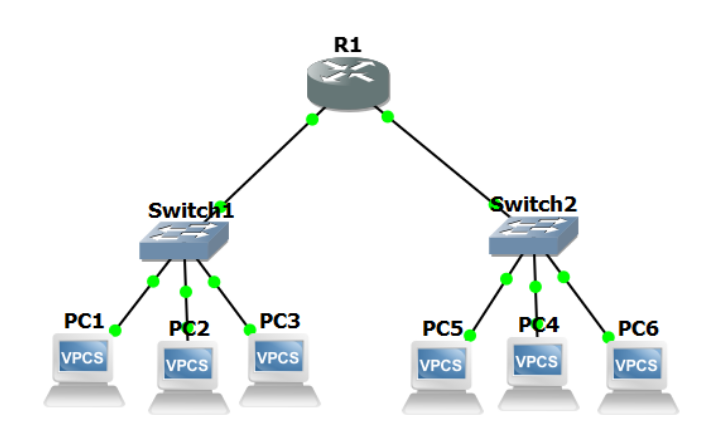 R1
Switch1
Switch2
PC1
PC2
PC3
PC5
PC4
PC6
VPCS
VPCS
VPCS
VPCS
VPCS
VPCS